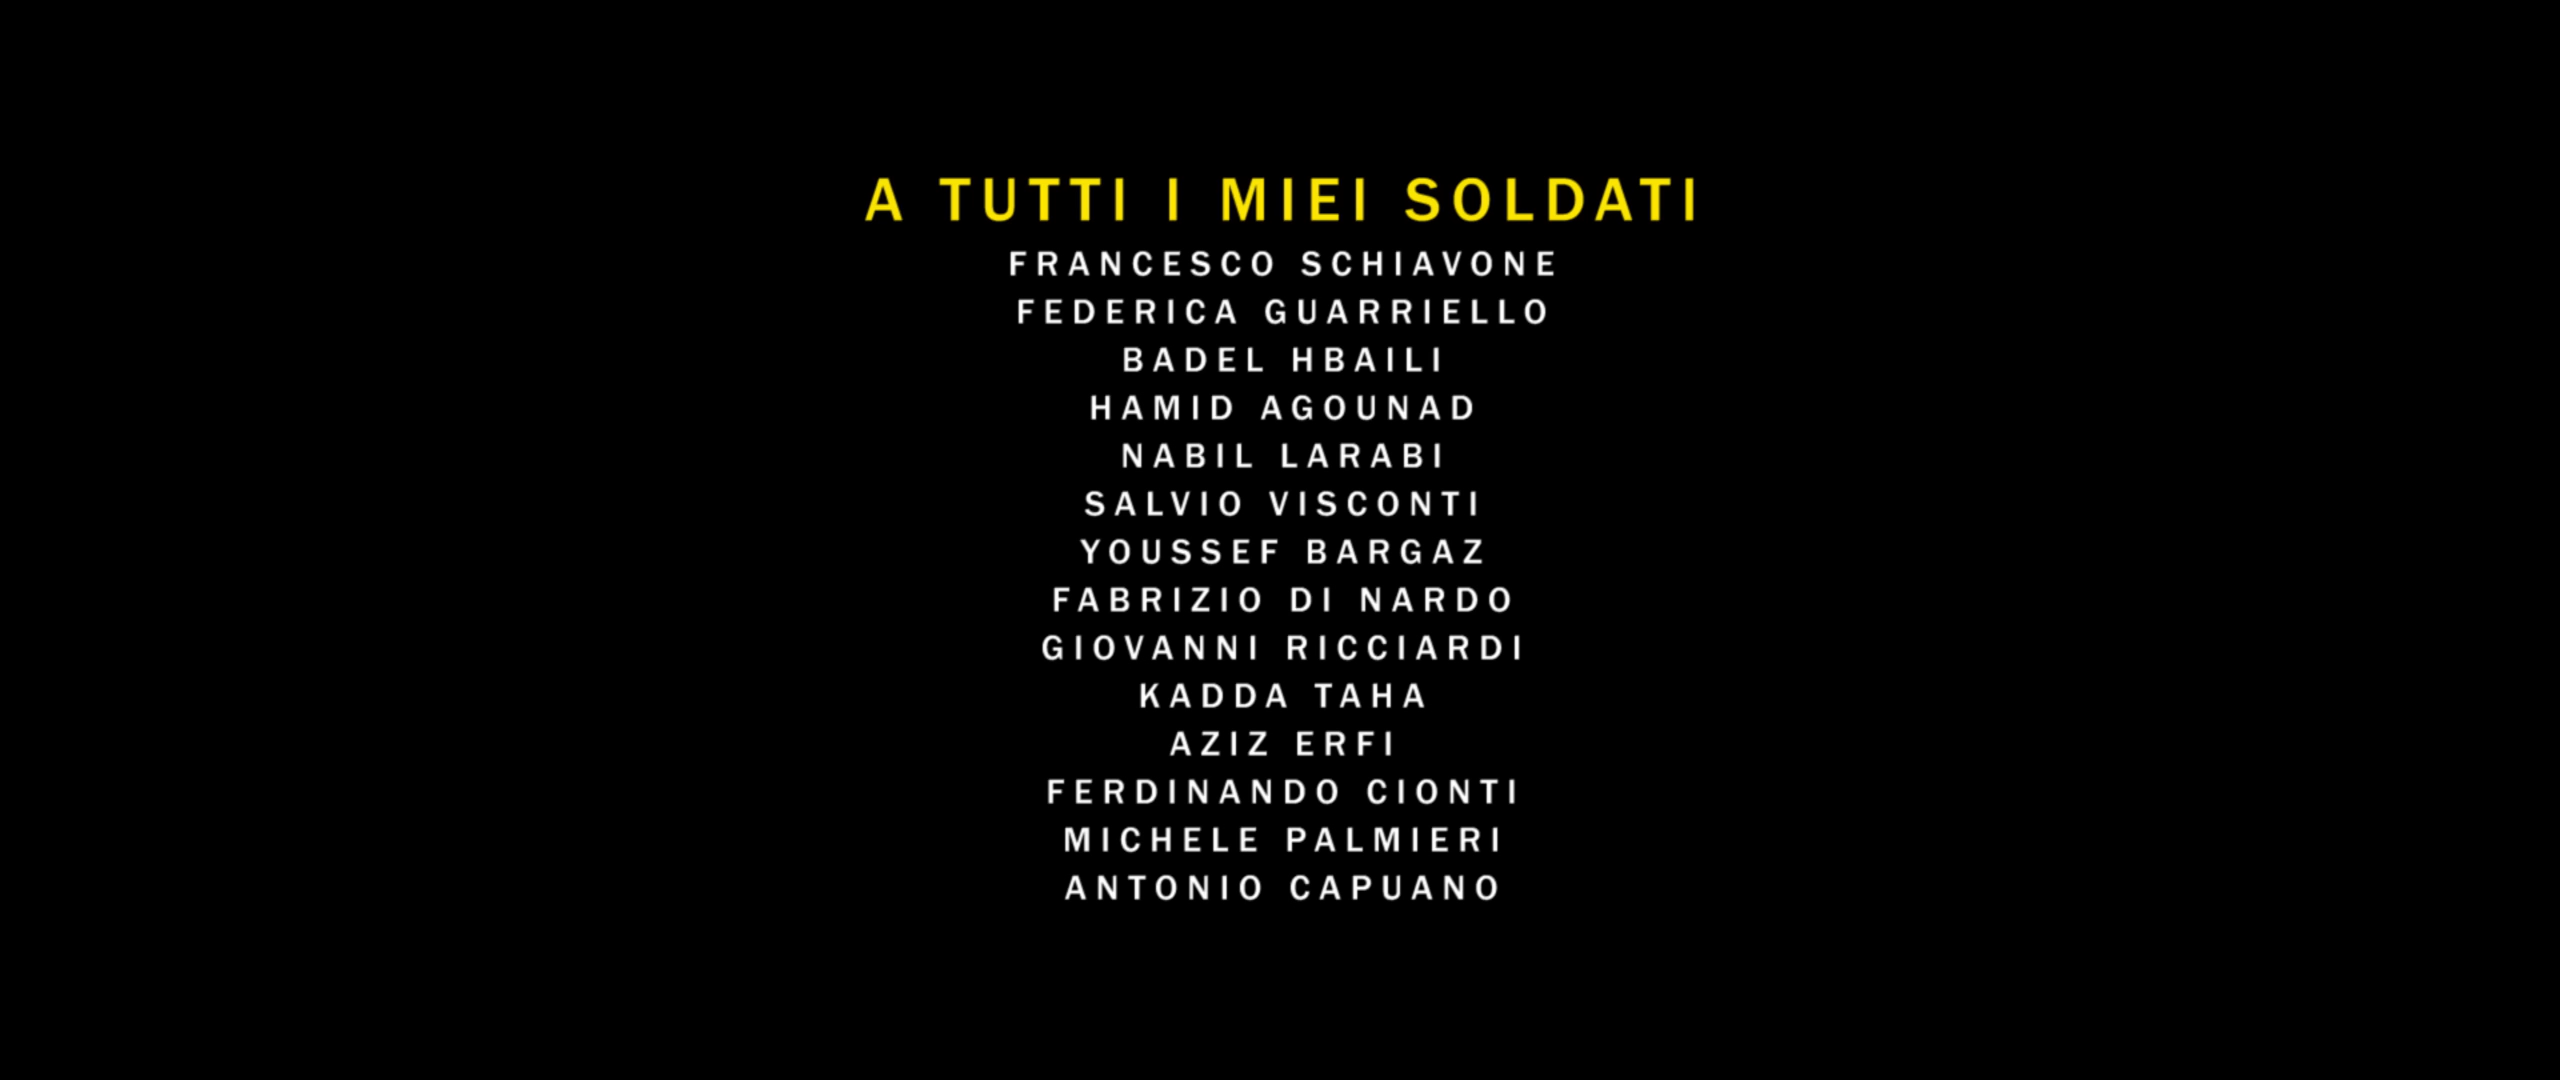 A TUTTI I MIEI SOLDATI
FRANCESCO SCHIAVONE
FEDERICA GUARRIELLO
BADEL HBAILI
HAMID AGOUNAD
NABIL LARABI
SALVIO VISCONTI
YOUSSEF BARGAZ
FABRIZIO DI NARDO
GIOVANNI RICCIARDI
KADDA TAHA
AZIZ ERFI
FERDINANDO CIONTI
MICHELE PALMIERI
ANTONIO CAPUANO